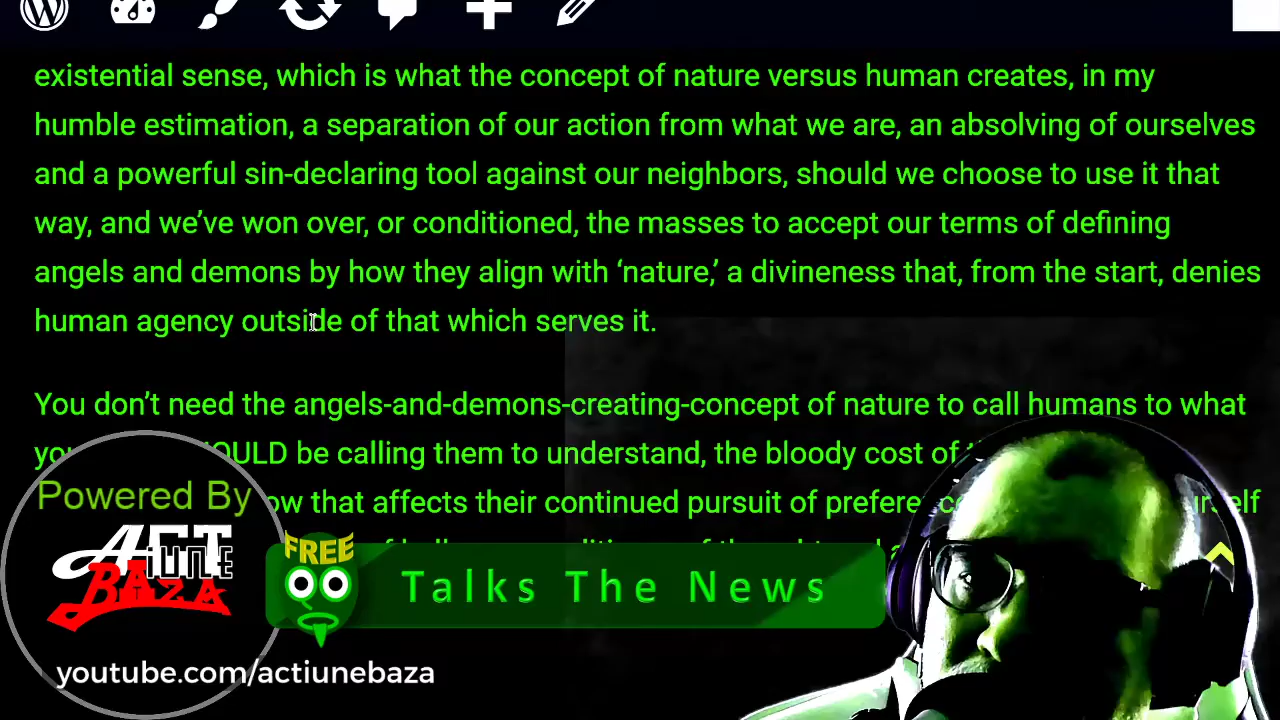 existential sense, which is what the concept of nature versus human creates, in my
humble estimation, a separation of our action from what we are, an absolving of ourselves
and a powerful sin-declaring tool against our neighbors, should we choose to use it that
way, and we’ve won over, or conditioned, the masses to accept our terms of defining
angels and demons by how they align with ‘nature,’ a divineness that, from the start, denies
human agency outside of that which serves it.
You don’t need the angels-and-demons-creating-concept of nature to call humans to what
be calling them to understand, the bloody cost of
that affects their continued pursuit of
Powered By
ACT
iUNE
BAZA
FREE
Talks The News
youtube.com/actiunebaza